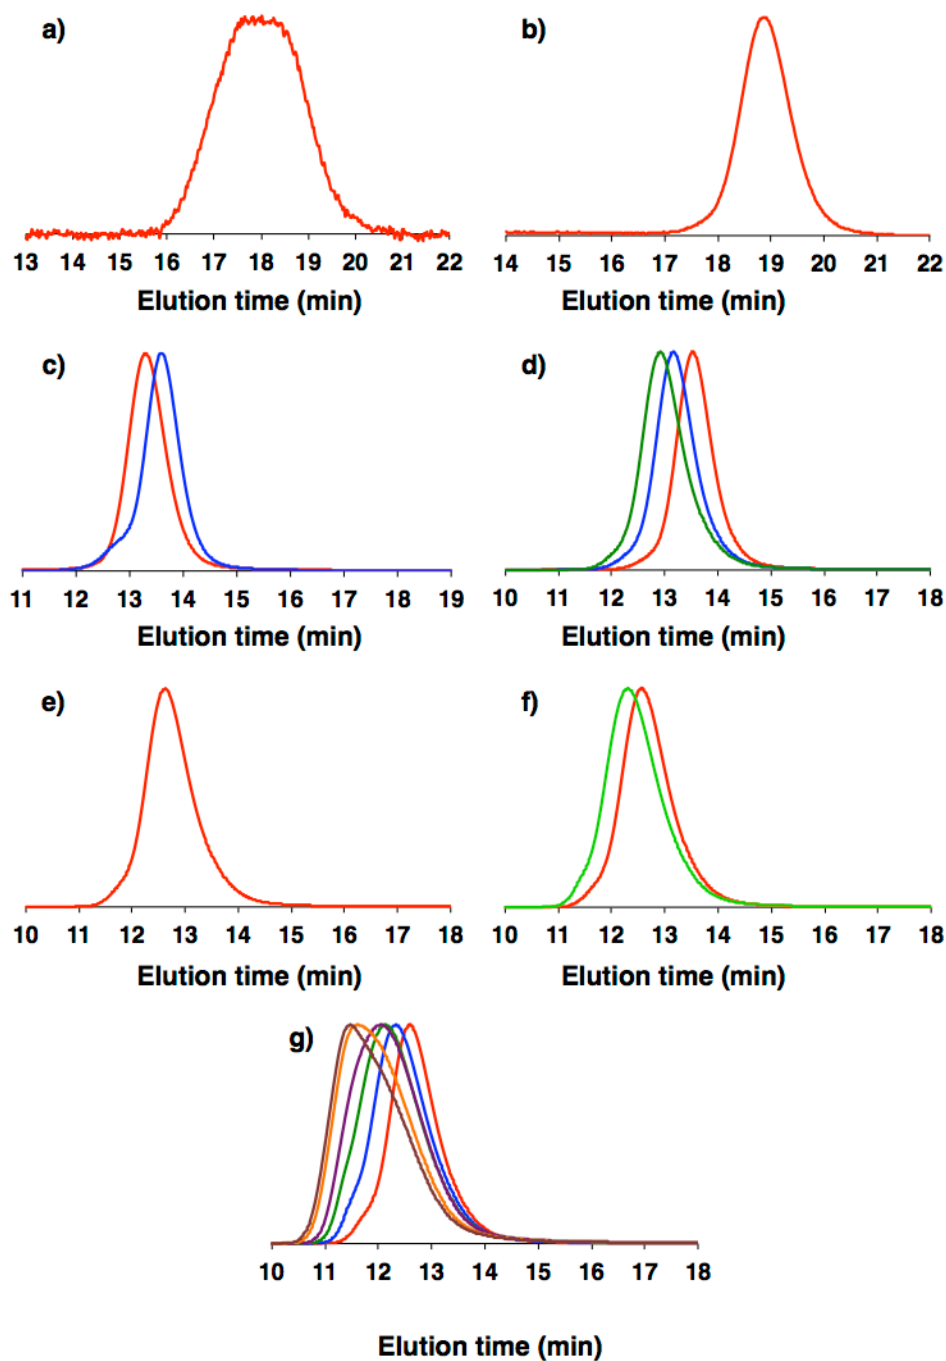 a)
b)
13 14 15 16 17 18 19 20 21 22
14 15 16 17 18 19 20 21 22
Elution time (min)
Elution time (min)
c)
d)
11 12 13 14 15 16 17 18 19
10 11 12 13 14 15 16 17 18
Elution time (min)
Elution time (min)
e)
f)
10 11 12 13 14 15 16 17 18
10 11 12 13 14 15 16 17 18
Elution time (min)
Elution time (min)
g)
10 11 12 13 14 15 16 17 18
Elution time (min)